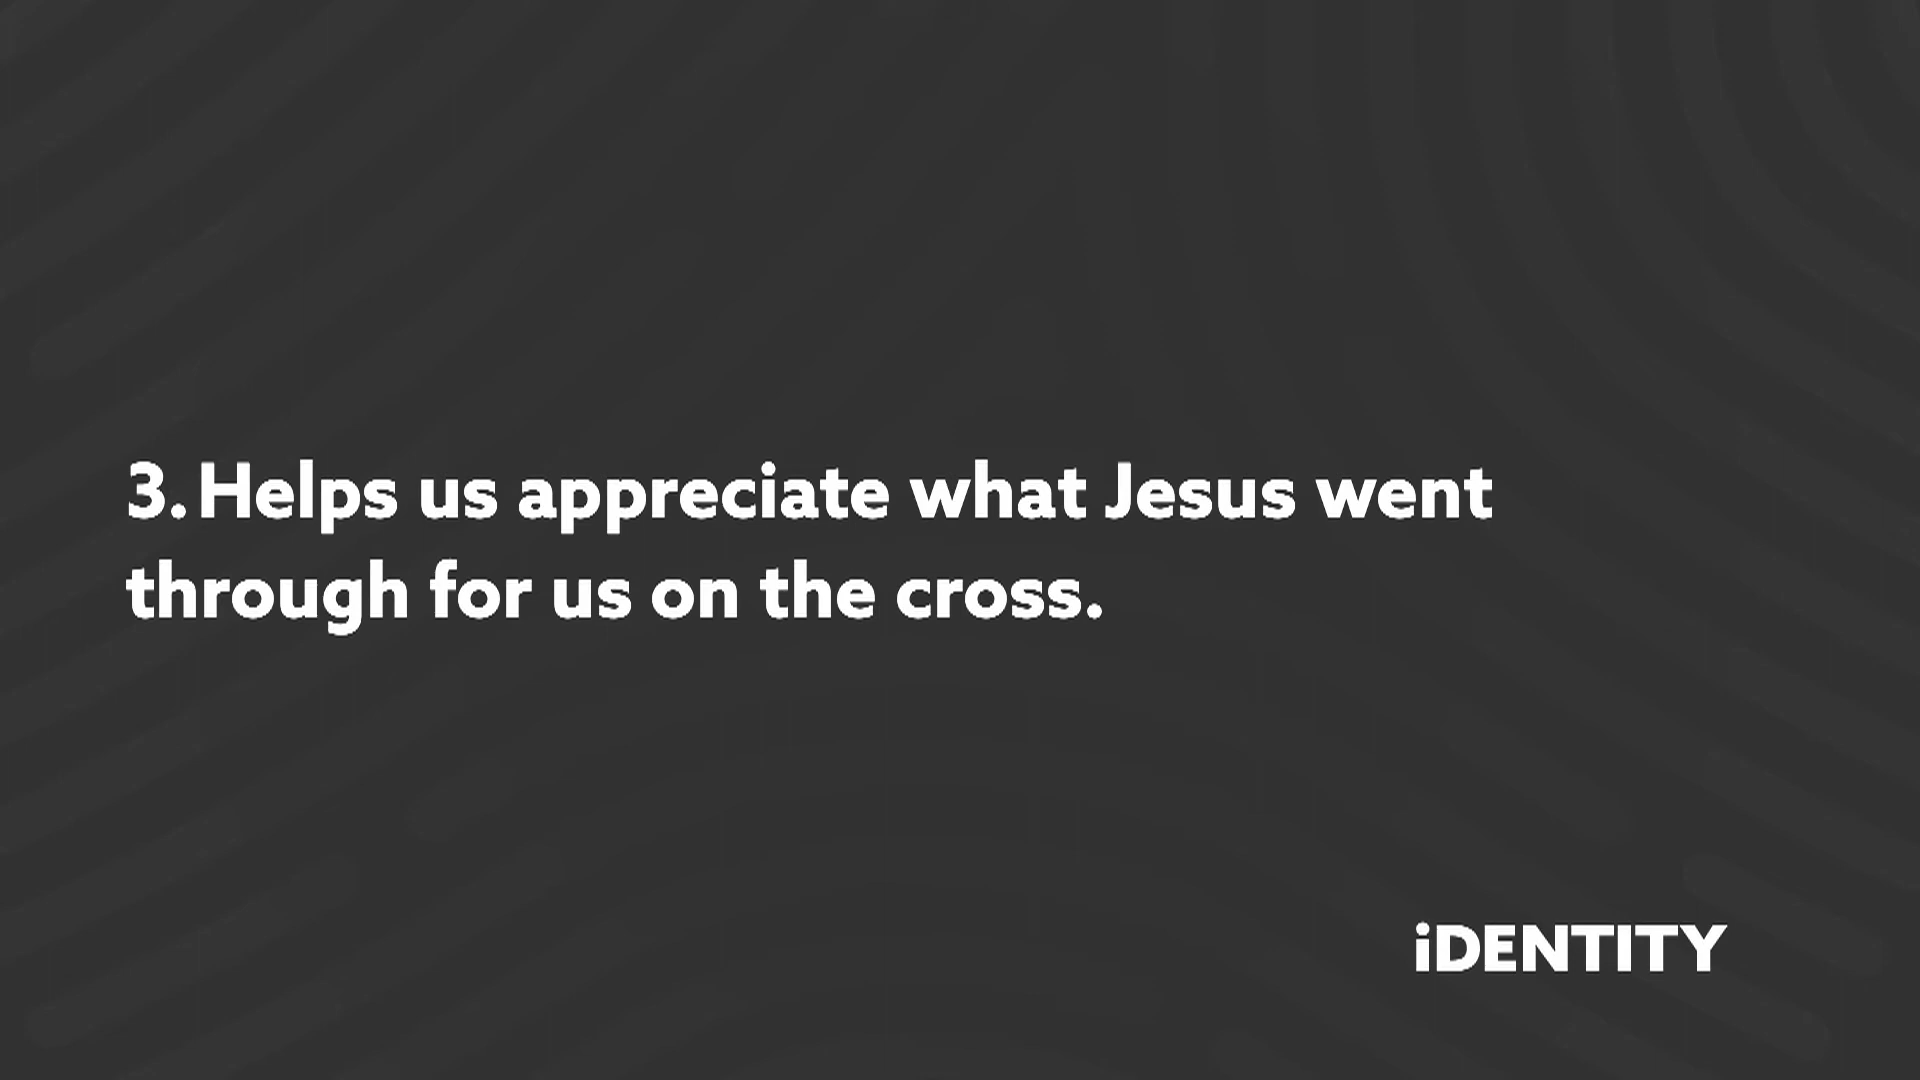 3. Helps us appreciate what Jesus went
through for us on the cross.
iDENTITY